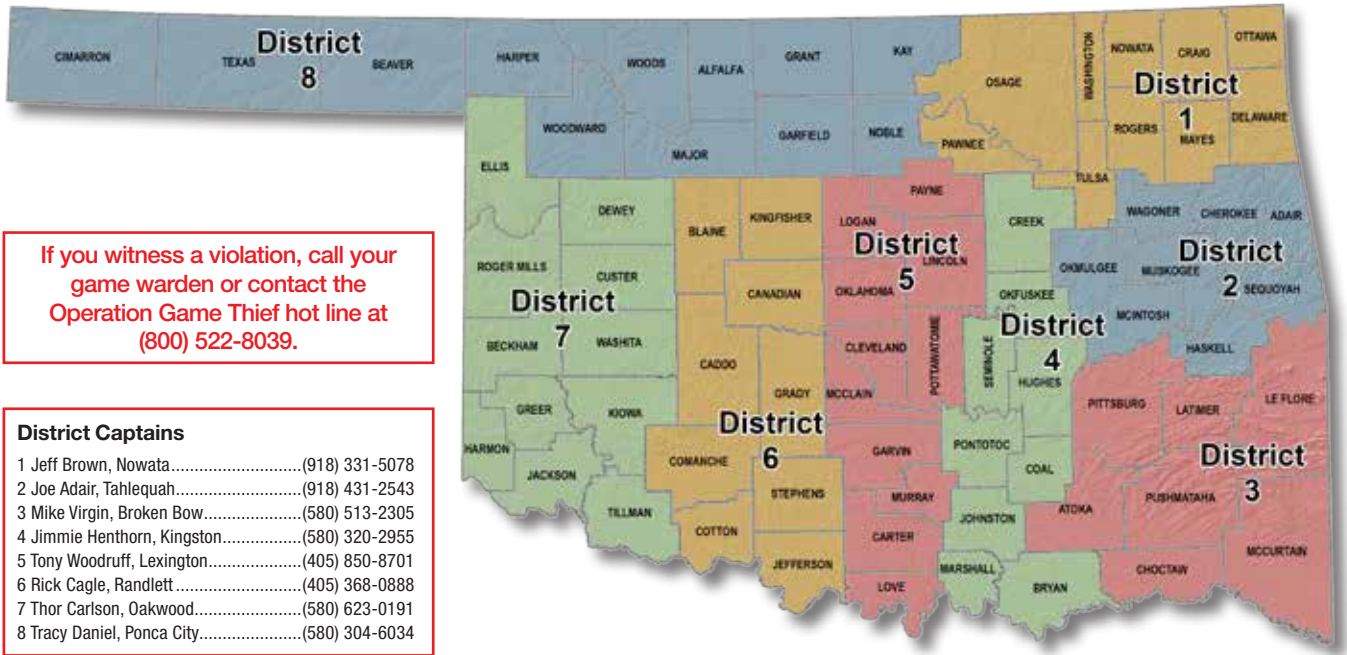 CIMARRON
TEXAS
District
8
BEAVER
HARPER
WOODS
ALFALFA
GRANT
KAY
WOODWARD
MAJOR
GARFIELD
NOBLE
OSAGE
WASHINGTON
NOWATA
CRAIG
OTTAWA
District
1
ROGERS
MAYES
DELAWARE
PAWNEE
TULSA
ELLIS
DEWEY
ROGER MILLS
CUSTER
District
7
BECKHAM
WASHITA
GREER
KIOWA
HARMON
JACKSON
TILLMAN
BLAINE
KINGFISHER
CANADIAN
CADDO
GRADY
District
6
COMANCHE
STEPHENS
COTTON
JEFFERSON
PAYNE
LOGAN
District
5
LINCOLN
OKLAHOMA
CLEVELAND
POTTAWATOMIE
MCCLAIN
GARVIN
MURRAY
CARTER
LOVE
CREEK
OKFUSKEE
District
4
SEMINOLE
HUGHES
PONTOTOC
COAL
JOHNSTON
MARSHALL
BRYAN
WAGONER
CHEROKEE
ADAIR
District
2
OKMULGEE
MUSKOGEE
SEQUOYAH
MCINTOSH
HASKELL
PITTSBURG
LATIMER
LE FLORE
District
3
PUSHMATAHA
ATOKA
MCCURTAIN
CHOCTAW
If you witness a violation, call your
game warden or contact the
Operation Game Thief hot line at
(800) 522-8039.
District Captains
1 Jeff Brown, Nowata............................(918) 331-5078
2 Joe Adair, Tahlequah..........................(918) 431-2543
3 Mike Virgin, Broken Bow.....................(580) 513-2305
4 Jimmie Henthorn, Kingston.................(580) 320-2955
5 Tony Woodruff, Lexington...................(405) 850-8701
6 Rick Cagle, Randlett..........................(405) 368-0888
7 Thor Carlson, Oakwood......................(580) 623-0191
8 Tracy Daniel, Ponca City.....................(580) 304-6034